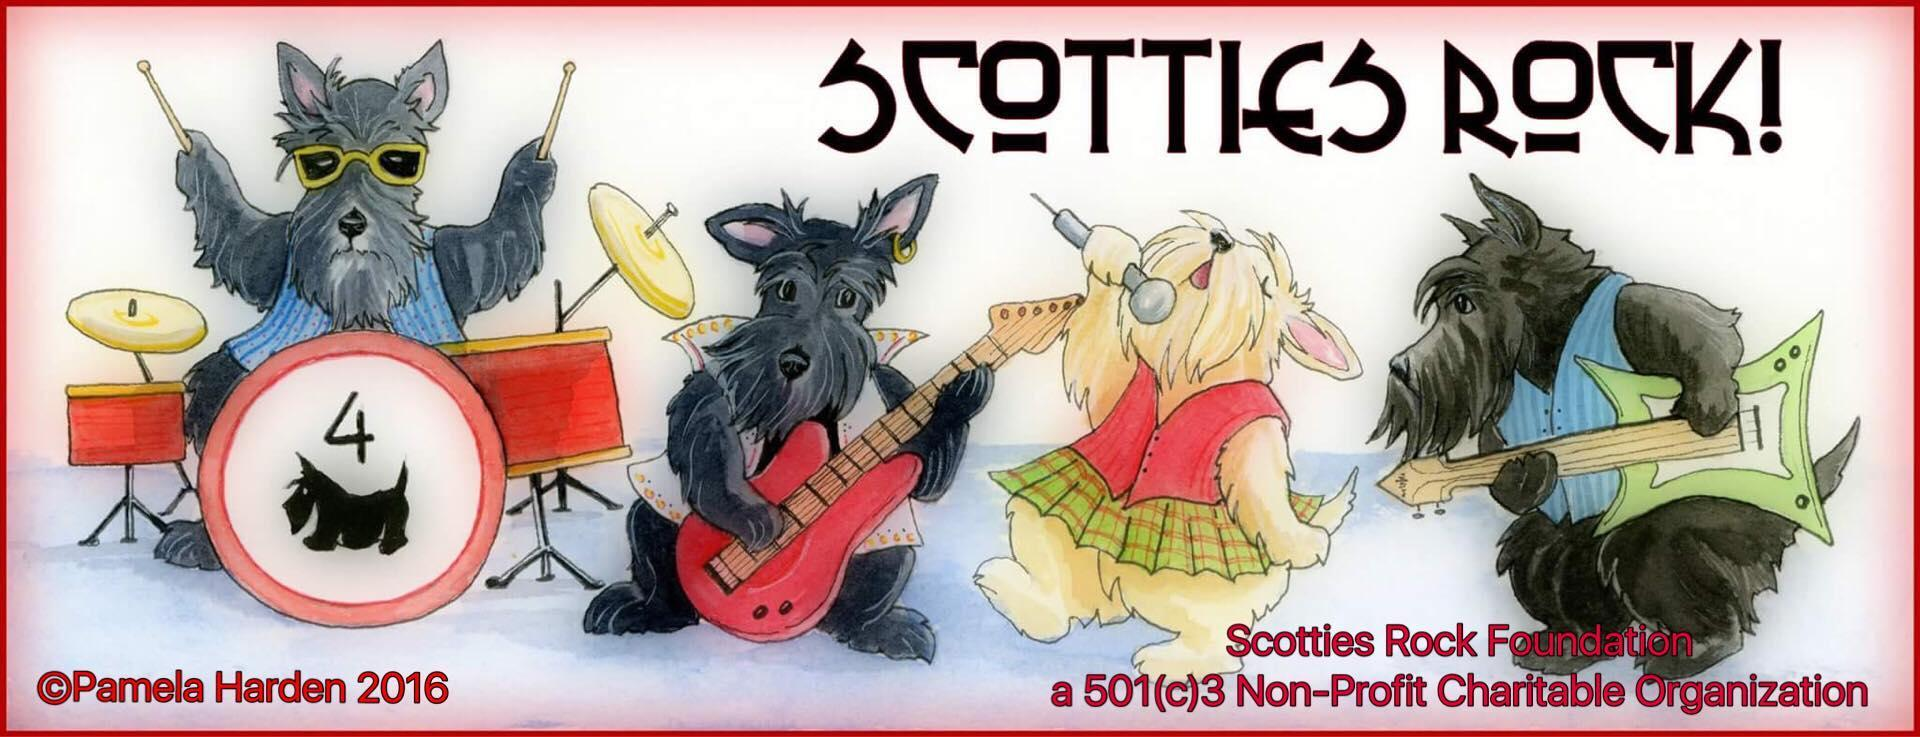 SCOTTIES ROCK!
4
Scotties Rock Foundation
©Pamela Harden 2016
a 501(c)3 Non-Profit Charitable Organization